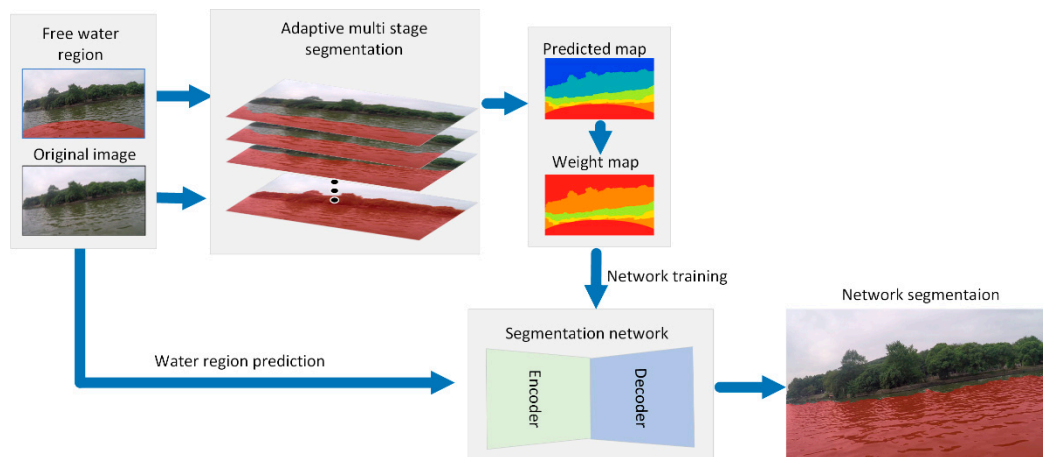 Free water
region
Original image
Adaptive multi stage
segmentation
Predicted map
Weight map
Network training
Water region prediction
Segmentation network
Encoder
Decoder
Network segmentaion